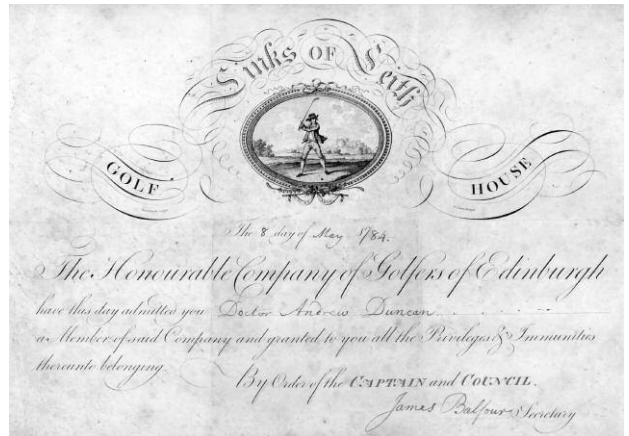 Links OF Leith
GOLF HOUSE
The 8 day of May 1784.
The Honourable Company of Golfers of Edinburgh
have this day admitted you Doctor Andrew Duncan
a Member of said Company and granted to you all the Privileges & Immunities
thereunto belonging.
By Order of the CAPTAIN and COUNCIL.
James Balfour Secretary